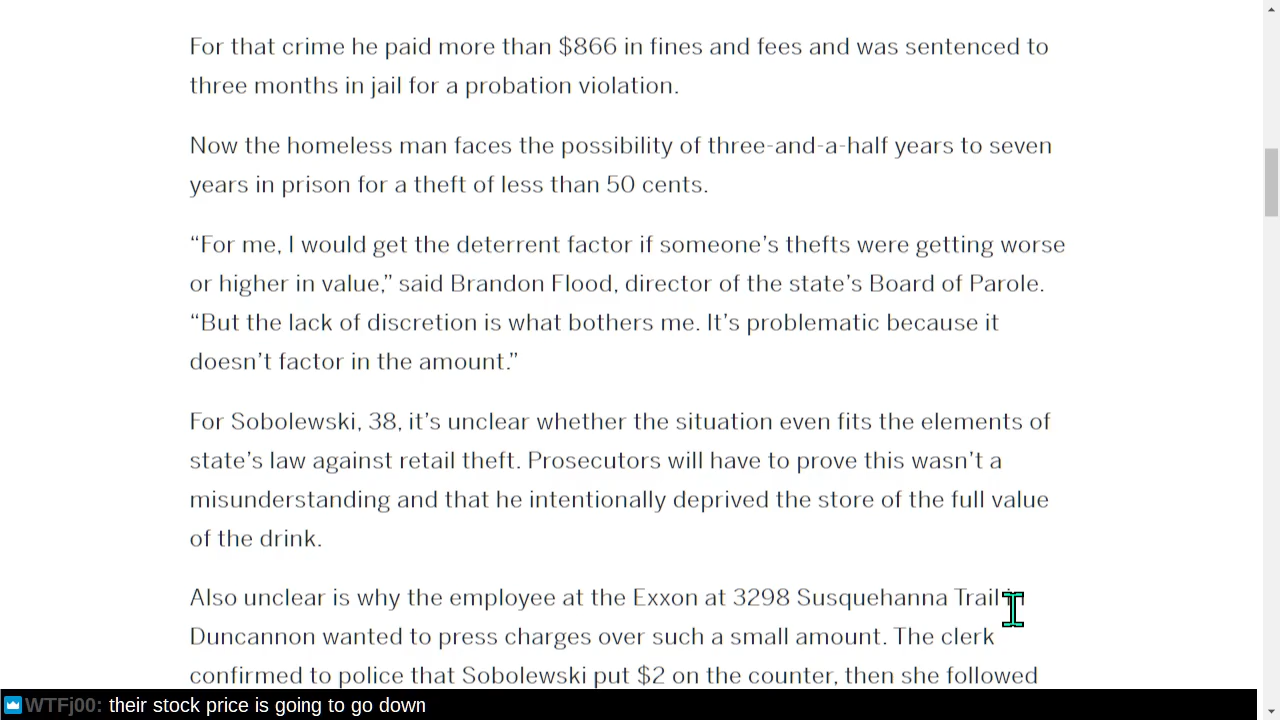 For that crime he paid more than $866 in fines and fees and was sentenced to
three months in jail for a probation violation.
Now the homeless man faces the possibility of three-and-a-half years to seven
years in prison for a theft of less than 50 cents.
“For me, I would get the deterrent factor if someone’s thefts were getting worse
or higher in value,” said Brandon Flood, director of the state’s Board of Parole.
“But the lack of discretion is what bothers me. It’s problematic because it
doesn’t factor in the amount.”
For Sobolewski, 38, it’s unclear whether the situation even fits the elements of
state’s law against retail theft. Prosecutors will have to prove this wasn’t a
misunderstanding and that he intentionally deprived the store of the full value
of the drink.
Also unclear is why the employee at the Exxon at 3298 Susquehanna Trail in
Duncannon wanted to press charges over such a small amount. The clerk
confirmed to police that Sobolewski put $2 on the counter, then she followed
WTFj00: their stock price is going to go down